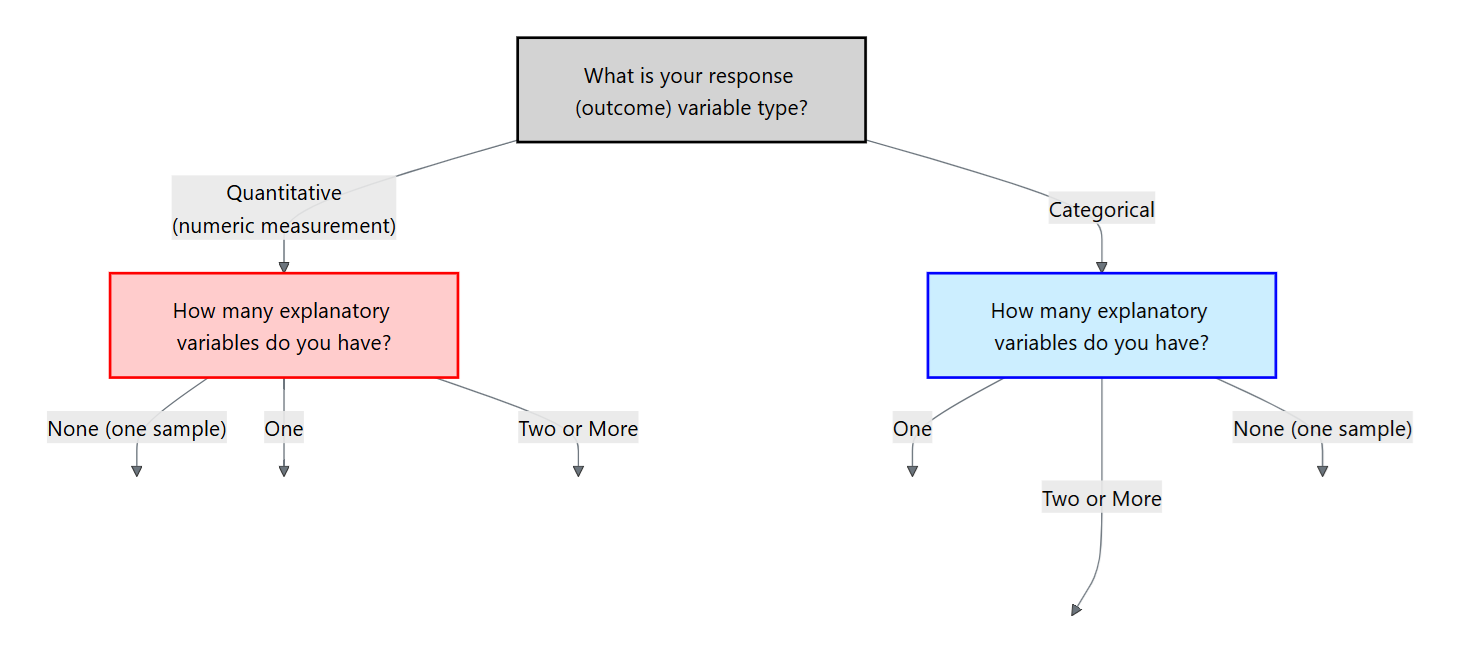 What is your response
(outcome) variable type?
Quantitative
(numeric measurement)
Categorical
How many explanatory
variables do you have?
How many explanatory
variables do you have?
None (one sample)
One
Two or More
One
Two or More
None (one sample)